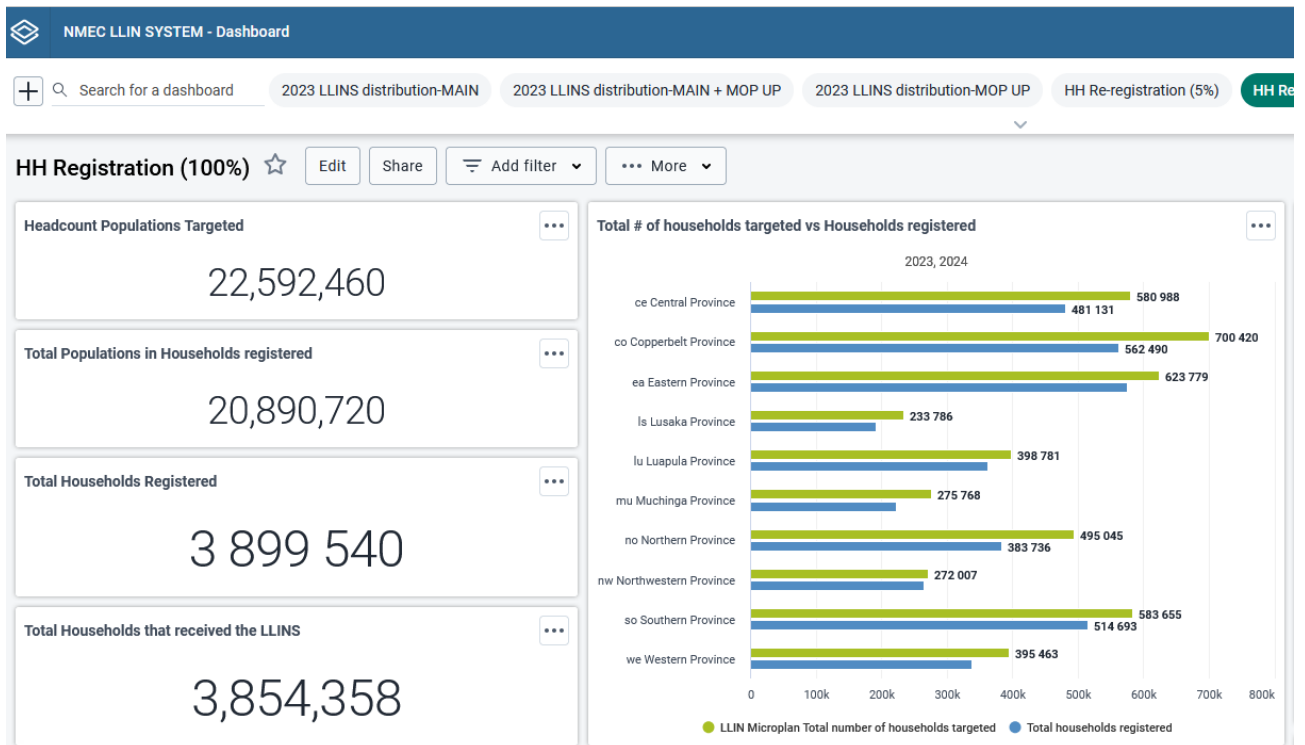 NMEC LLIN SYSTEM - Dashboard
Search for a dashboard 2023 LLINS distribution-MAIN 2023 LLINS distribution-MAIN + MOP UP 2023 LLINS distribution-MOP UP HH Re-registration (5%) HH Re
HH Registration (100%) Edit Share Add filter More
Headcount Populations Targeted
22,592,460
Total Populations in Households registered
20,890,720
Total Households Registered
3 899 540
Total Households that received the LLINS
3,854,358
Total # of households targeted vs Households registered
2023, 2024
ce Central Province 580 988
481 131
co Copperbelt Province 700 420
562 490
ea Eastern Province 623 779
ls Lusaka Province 233 786
lu Luapula Province 398 781
mu Muchinga Province 275 768
no Northern Province 495 045
383 736
nw Northwestern Province 272 007
so Southern Province 583 655
514 693
we Western Province 395 463
0 100k 200k 300k 400k 500k 600k 700k 800k
LLIN Microplan Total number of households targeted Total households registered